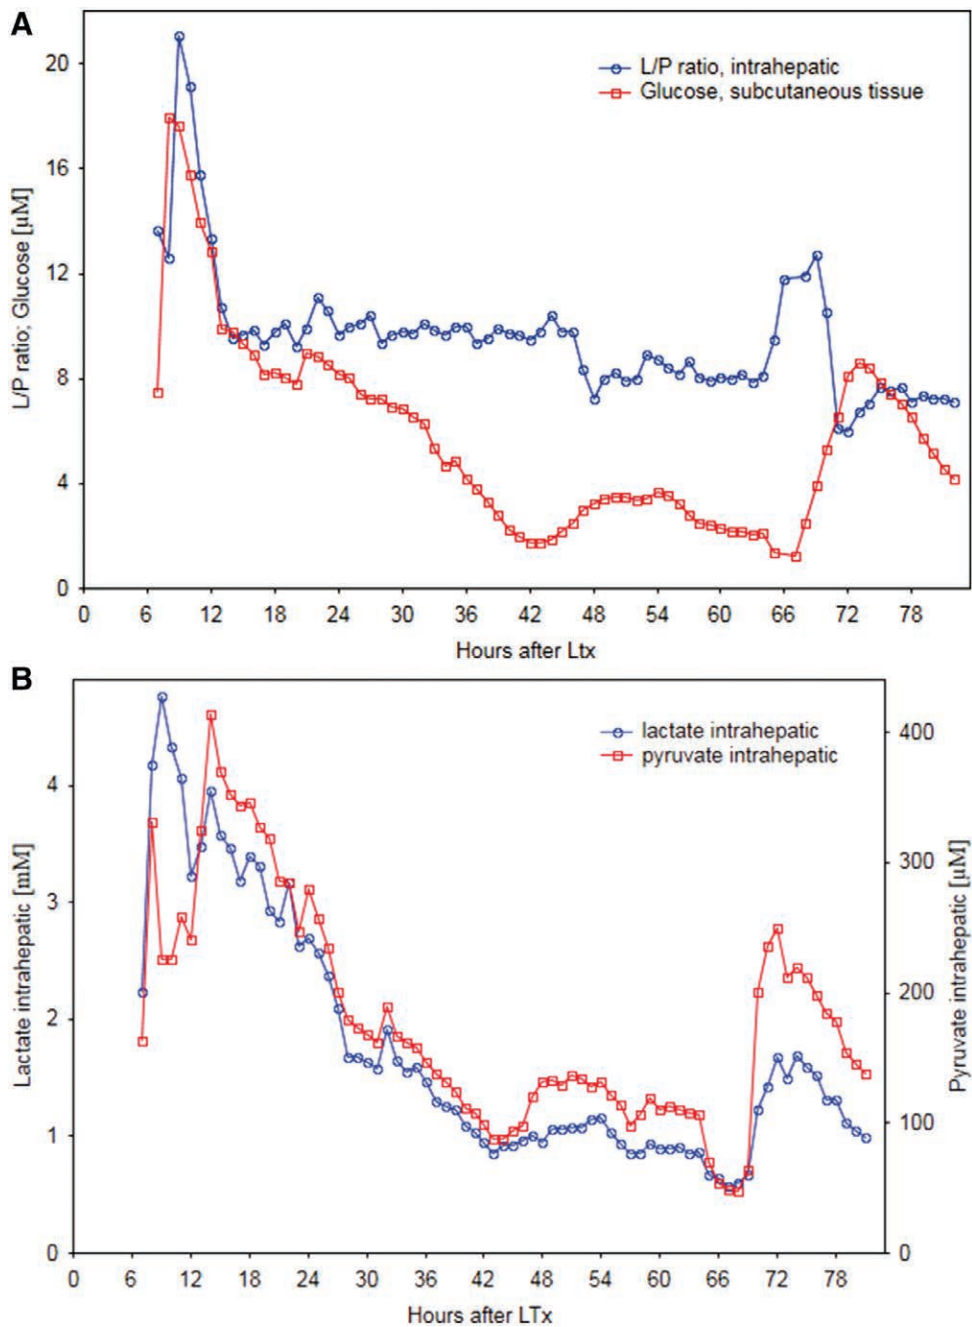 A
L/P ratio, intrahepatic
Glucose, subcutaneous tissue
L/P ratio; Glucose [µM]
20
16
12
8
4
0
0 6 12 18 24 30 36 42 48 54 60 66 72 78
Hours after Ltx
B
lactate intrahepatic
pyruvate intrahepatic
Lactate intrahepatic [mM]
4
3
2
1
0
Pyruvate intrahepatic [µM]
400
300
200
100
0
0 6 12 18 24 30 36 42 48 54 60 66 72 78
Hours after LTx